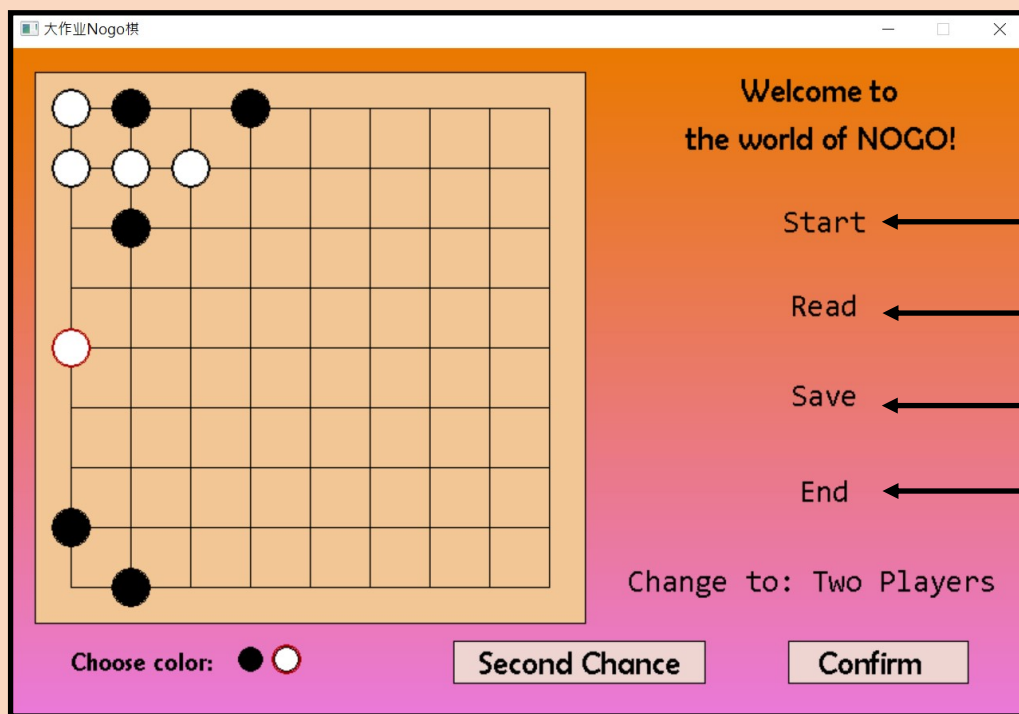 大作业Nogo棋
Welcome to
the world of NOGO!
Start
Read
Save
End
Change to: Two Players
Choose color:
Second Chance
Confirm